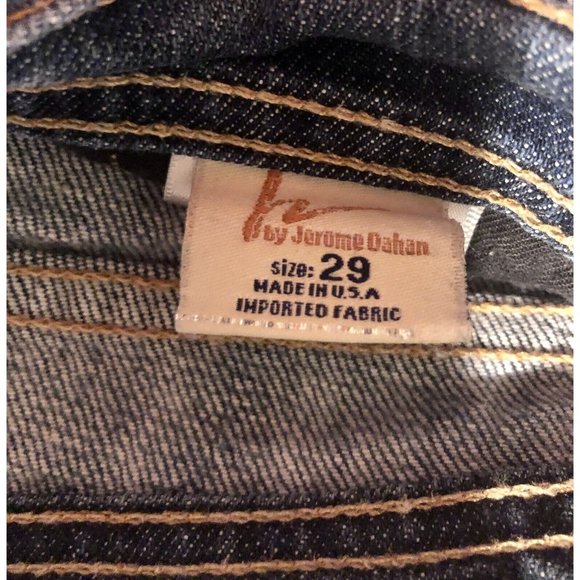 by Jerome Dahan
size: 29
MADE IN U.S.A
IMPORTED FABRIC